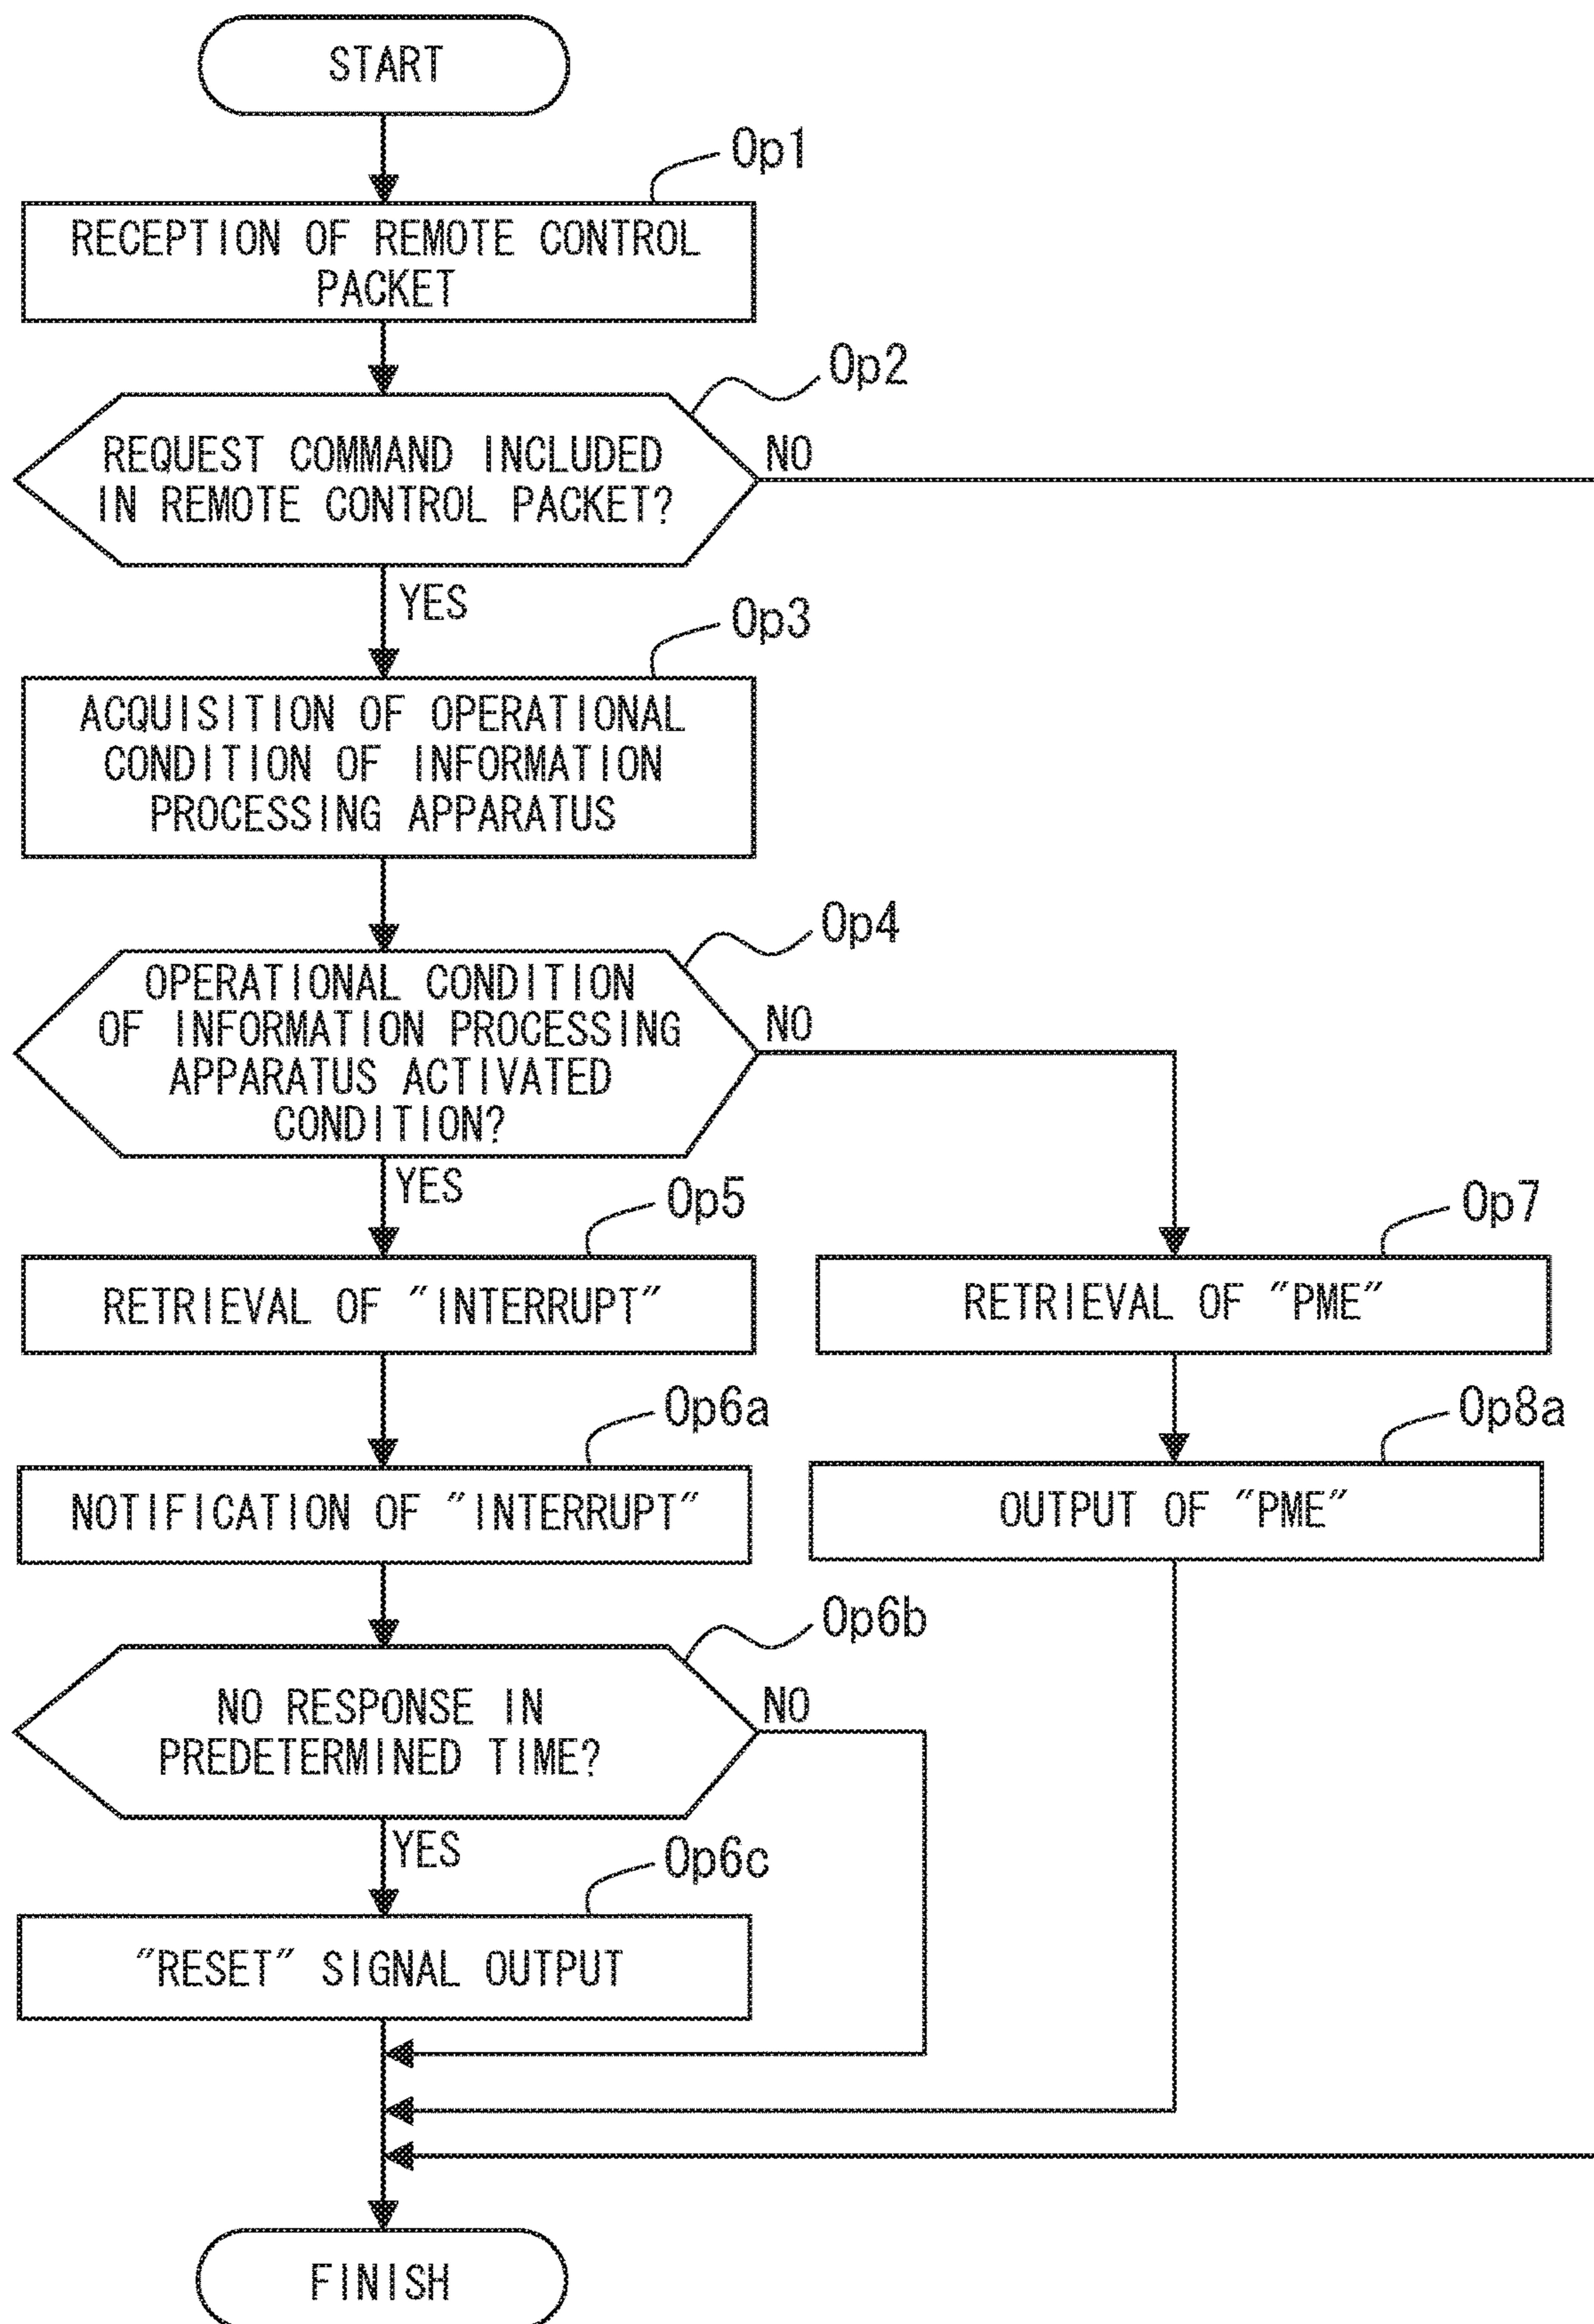 START
Op1
RECEPTION OF REMOTE CONTROL
PACKET
Op2
REQUEST COMMAND INCLUDED
IN REMOTE CONTROL PACKET?
NO
YES
Op3
ACQUISITION OF OPERATIONAL
CONDITION OF INFORMATION
PROCESSING APPARATUS
Op4
OPERATIONAL CONDITION
OF INFORMATION PROCESSING
APPARATUS ACTIVATED
CONDITION?
NO
YES
Op5
RETRIEVAL OF "INTERRUPT"
Op7
RETRIEVAL OF "PME"
Op6a
NOTIFICATION OF "INTERRUPT"
Op8a
OUTPUT OF "PME"
Op6b
NO RESPONSE IN
PREDETERMINED TIME?
NO
YES
Op6c
"RESET" SIGNAL OUTPUT
FINISH